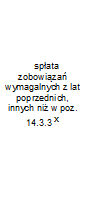 spłata
zobowiązań
wymagalnych z lat
poprzednich,
innych niż w poz.
14.3.3 x